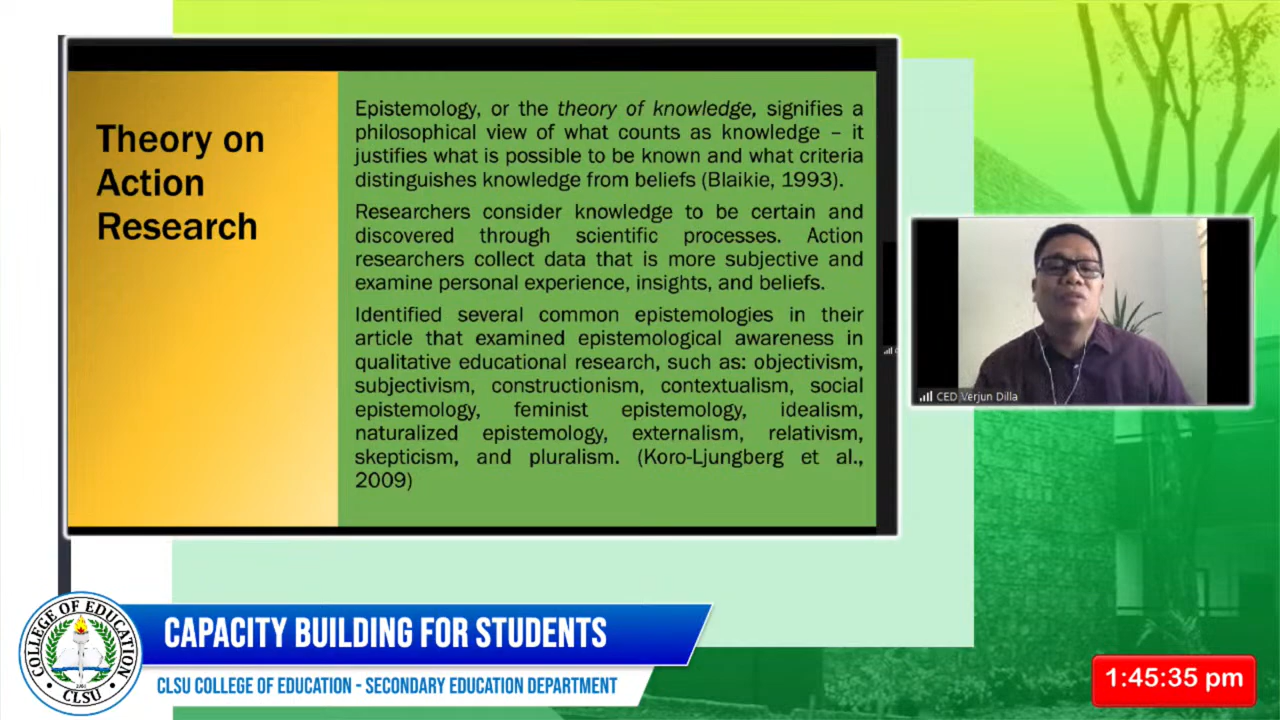 Theory on
Action
Research
Epistemology, or the theory of knowledge, signifies a
philosophical view of what counts as knowledge – it
justifies what is possible to be known and what criteria
distinguishes knowledge from beliefs (Blaikie, 1993).
Researchers consider knowledge to be certain and
discovered through scientific processes. Action
researchers collect data that is more subjective and
examine personal experience, insights, and beliefs.
Identified several common epistemologies in their
article that examined epistemological awareness in
qualitative educational research, such as: objectivism,
subjectivism, constructionism, contextualism, social
epistemology, feminist epistemology, idealism,
naturalized epistemology, externalism, relativism,
skepticism, and pluralism. (Koro-Ljungberg et al.,
2009)
CED Verjun Dilla
COLLEGE OF EDUCATION
CLSU
CAPACITY BUILDING FOR STUDENTS
CLSU COLLEGE OF EDUCATION - SECONDARY EDUCATION DEPARTMENT
1:45:35 pm